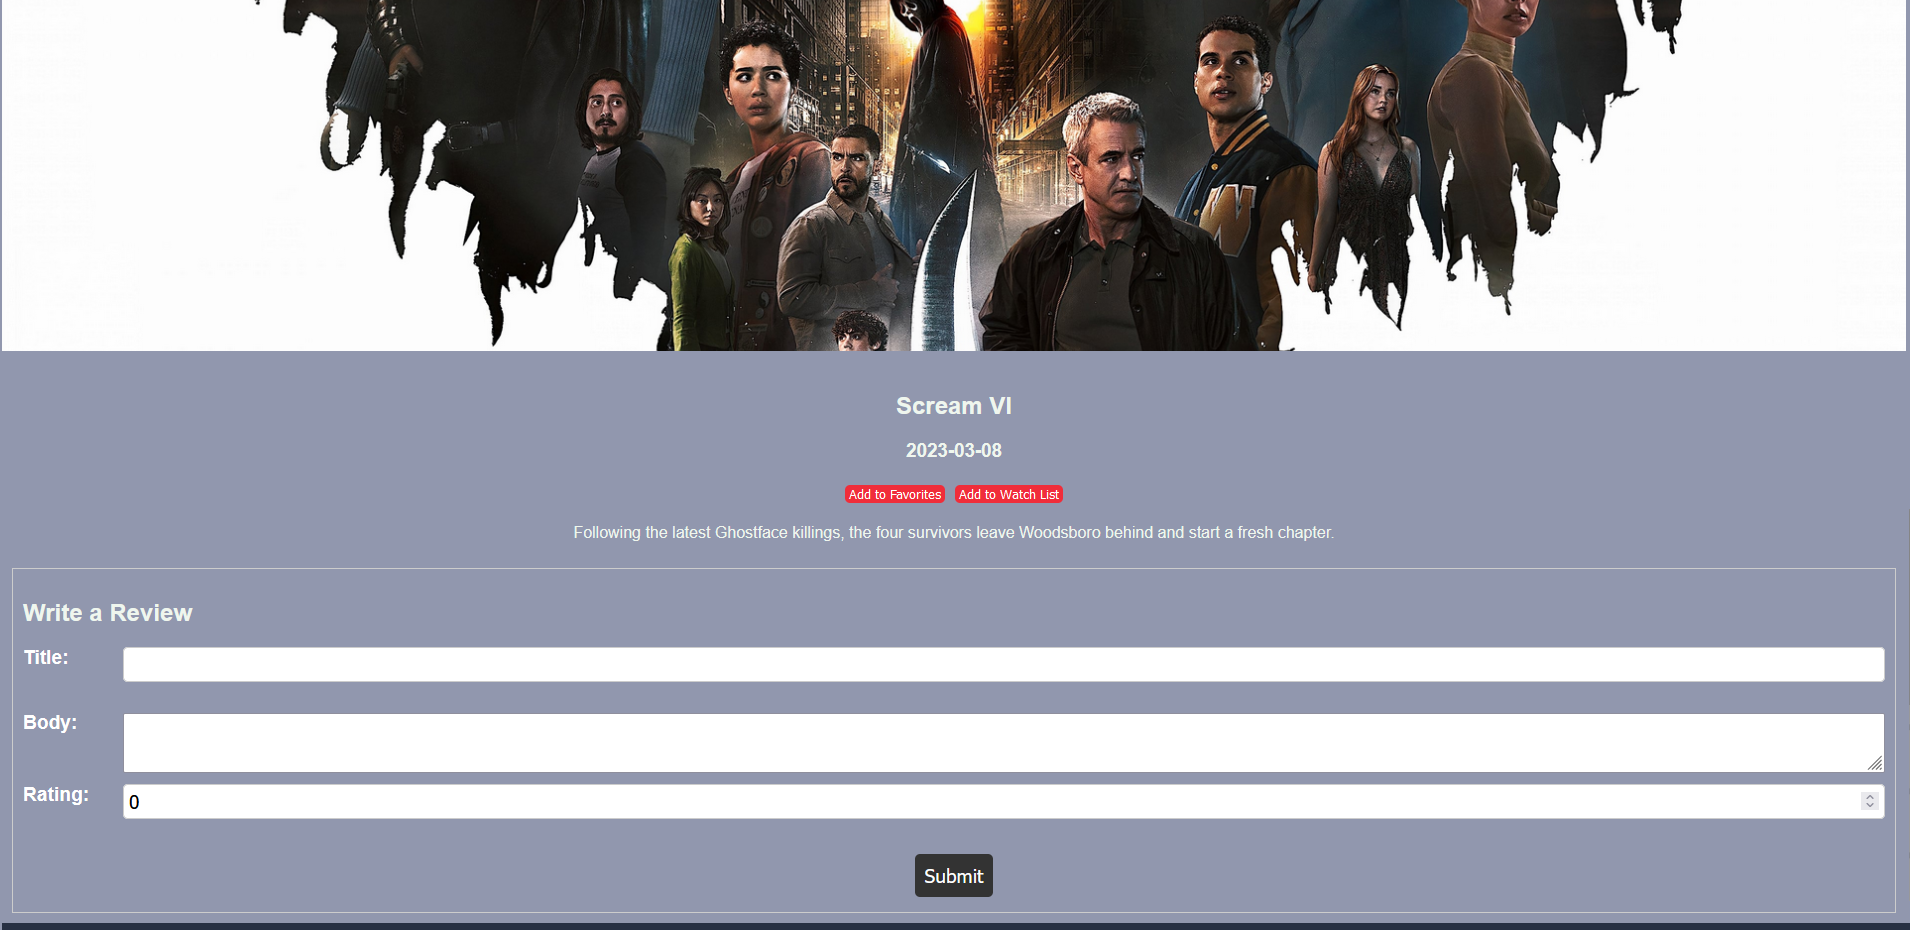 W
Scream VI
2023-03-08
Add to Favorites Add to Watch List
Following the latest Ghostface killings, the four survivors leave Woodsboro behind and start a fresh chapter.
Write a Review
Title:
Body:
Rating: 0
Submit